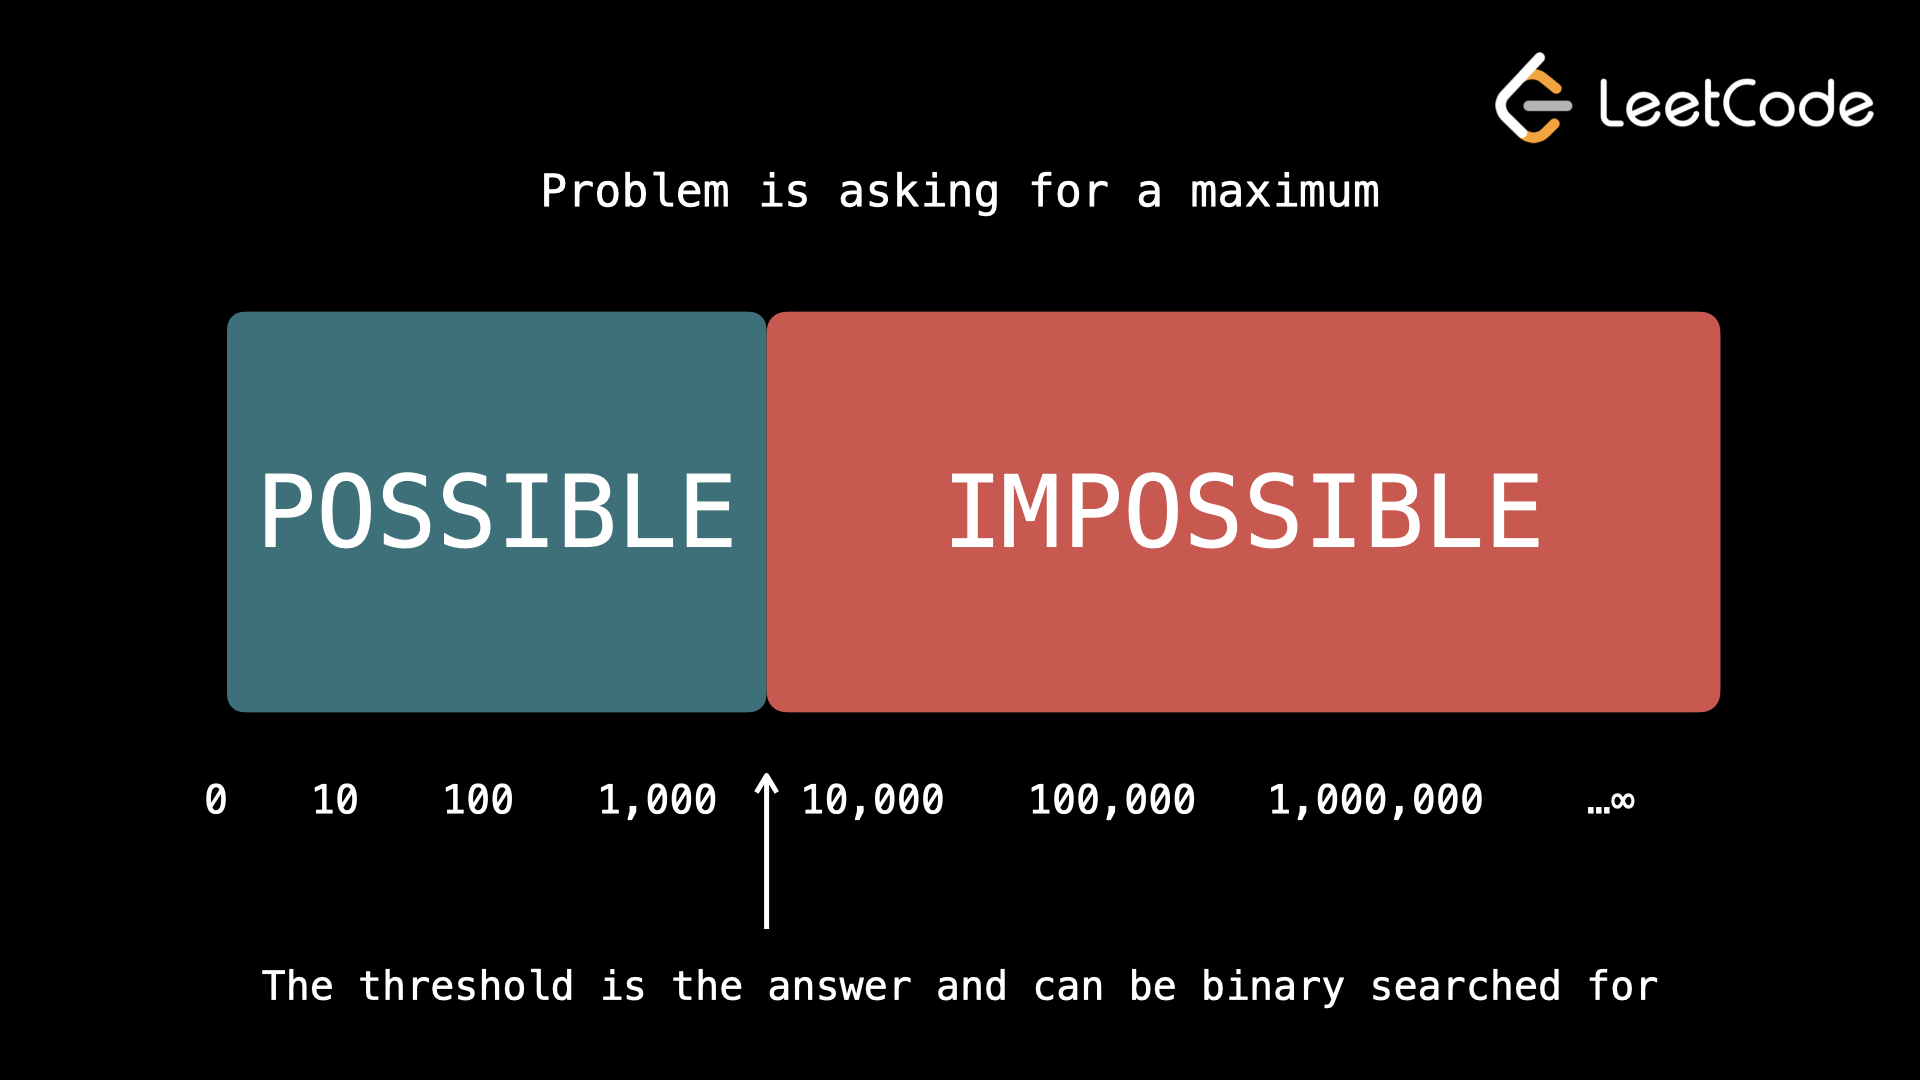 LeetCode
Problem is asking for a maximum
POSSIBLE IMPOSSIBLE
0 10 100 1,000 10,000 100,000 1,000,000 …∞
The threshold is the answer and can be binary searched for